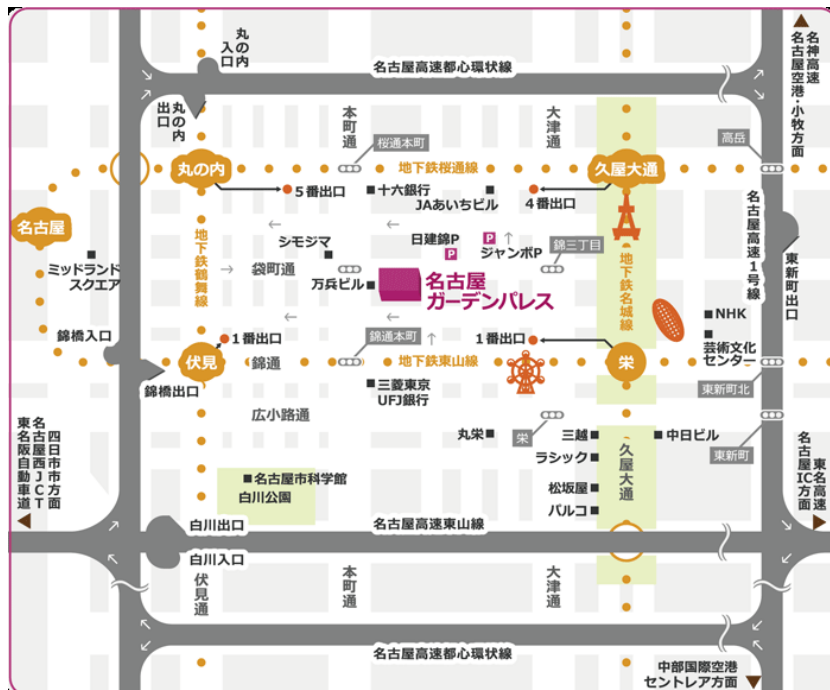 名神高速
名古屋空港・小牧方面
丸の内
入口
名古屋高速都心環状線
丸の内
出口
本町通
大津通
桜通本町
高岳
丸の内
地下鉄桜通線
久屋大通
5番出口
十六銀行
JAあいちビル
4番出口
名古屋
地下鉄鶴舞線
シモジマ
日建錦P
P
P
ジャンボP
錦三丁目
地下鉄名城線
名古屋高速1号線
東新町出口
ミッドランド
スクエア
袋町通
万兵ビル
名古屋
ガーデンパレス
NHK
芸術文化
センター
錦橋入口
1番出口
錦通本町
1番出口
伏見
錦通
地下鉄東山線
栄
錦橋出口
三菱東京
UFJ銀行
東新町北
広小路通
丸栄
栄
三越
中日ビル
東新町
ラシック
久屋大通
松坂屋
パルコ
四日市市方面
名古屋西JCT
東名阪自動車道
名古屋市科学館
白川公園
東名高速
名古屋IC方面
白川出口
名古屋高速東山線
白川入口
伏見通
本町通
大津通
名古屋高速都心環状線
中部国際空港
セントレア方面